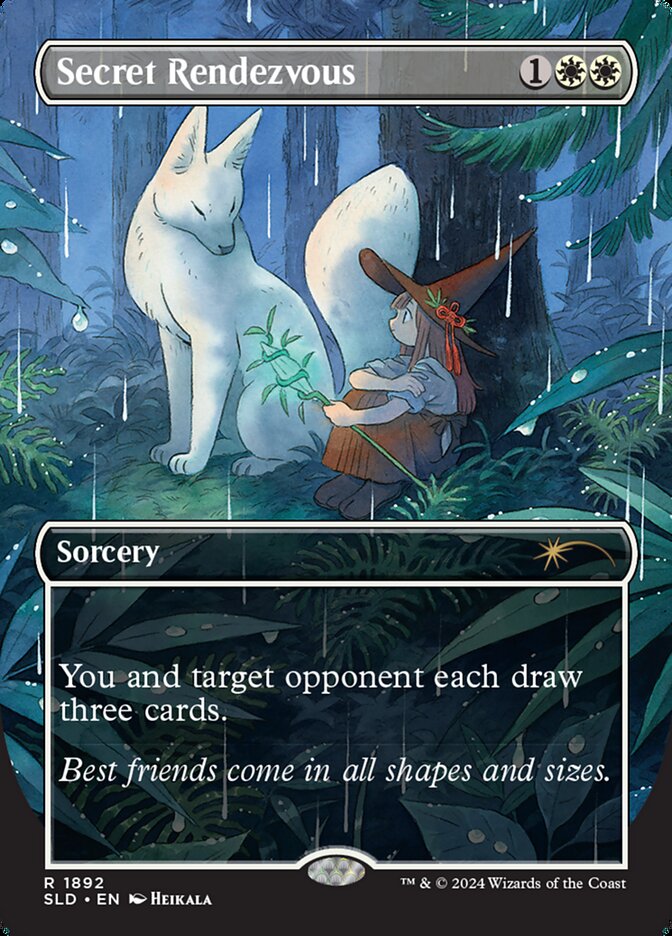 Secret Rendezvous 1
Sorcery
You and target opponent each draw
three cards.
Best friends come in all shapes and sizes.
R 1892
SLD • EN Heikala
™ & © 2024 Wizards of the Coast